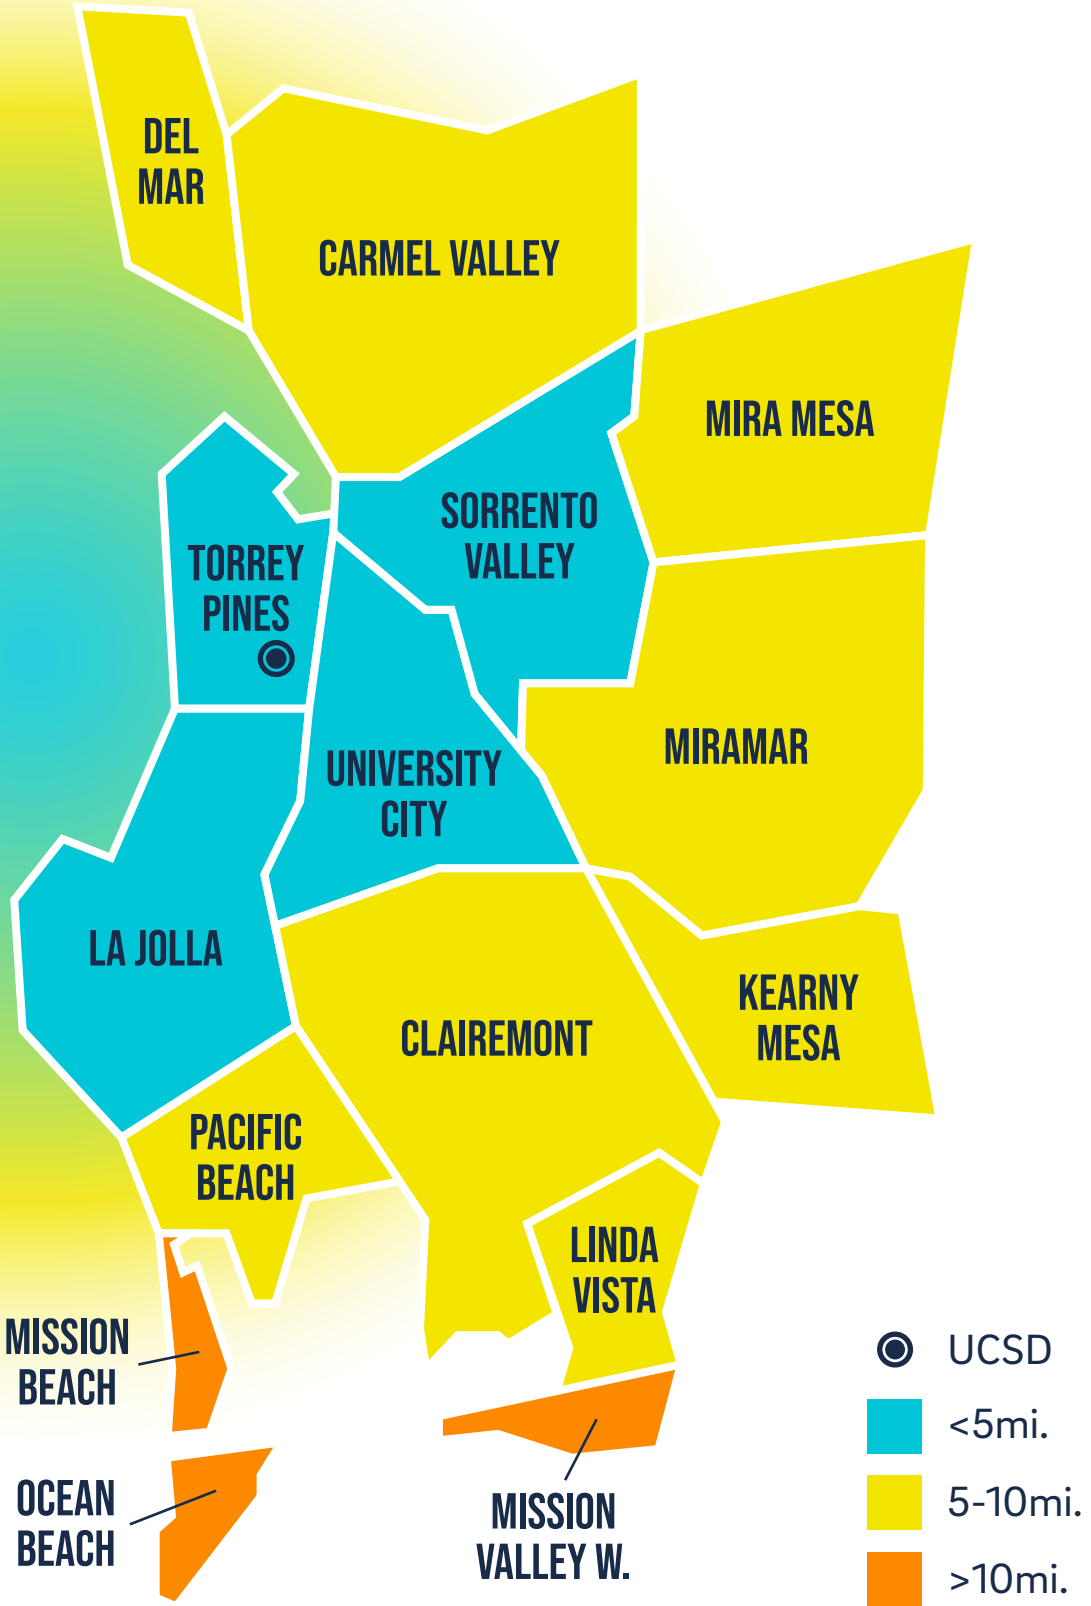 DEL
MAR
CARMEL VALLEY
MIRA MESA
SORRENTO
VALLEY
TORREY
PINES
UNIVERSITY
CITY
MIRAMAR
LA JOLLA
CLAIREMONT
KEARNY
MESA
PACIFIC
BEACH
LINDA
VISTA
MISSION
BEACH
OCEAN
BEACH
MISSION
VALLEY W.
UCSD
<5mi.
5-10mi.
>10mi.